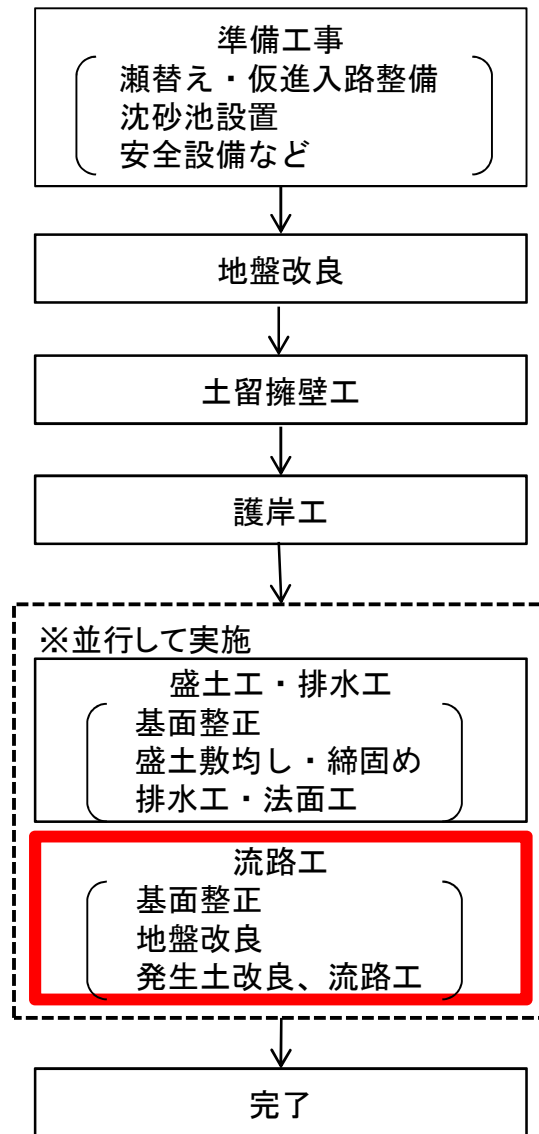 準備工事
瀬替え・仮進入路整備
沈砂池設置
安全設備など
地盤改良
土留擁壁工
護岸工
※並行して実施
盛土工・排水工
基面整正
盛土敷均し・締固め
排水工・法面工
流路工
基面整正
地盤改良
発生土改良、流路工
完了